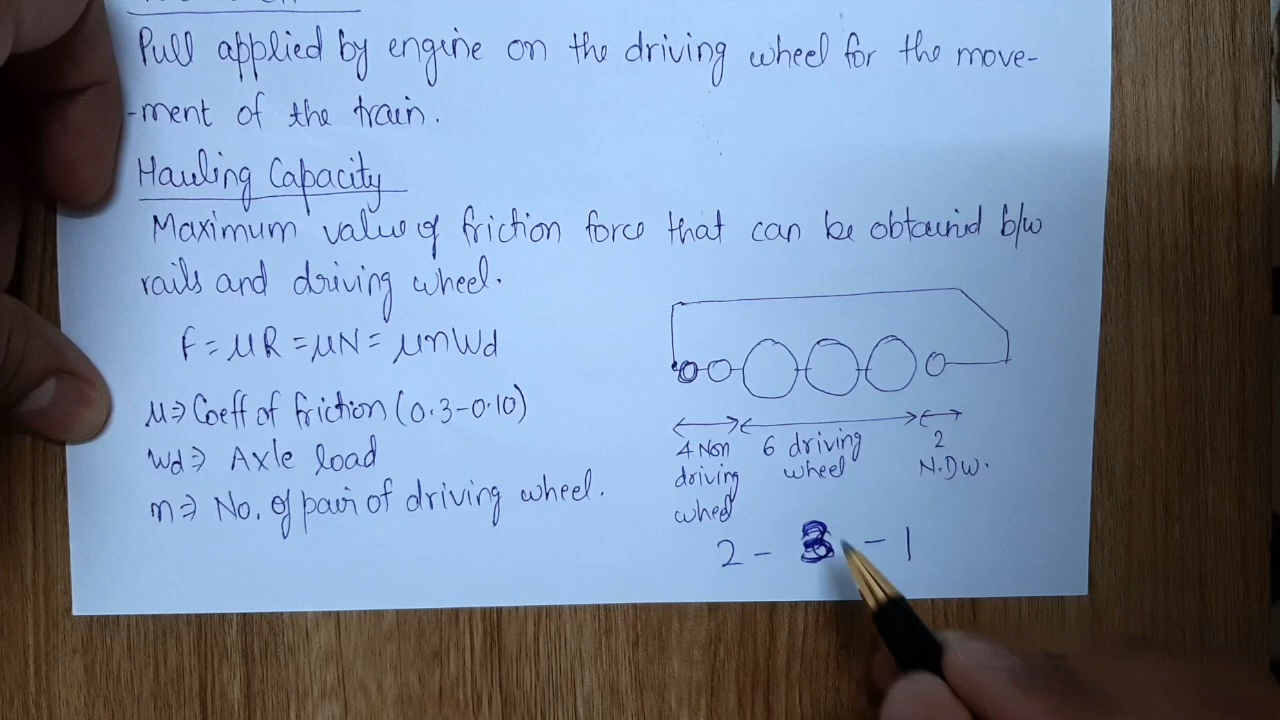 Pull applied by engine on the driving wheel for the move-
-ment of the train.
Hauling Capacity
Maximum value of friction force that can be obtained b/w
rails and driving wheel.
F = μR = μN = μnWd
μ ⇒ Coeff of friction (0.3-0.10)
Wd ⇒ Axle load
n ⇒ No. of pair of driving wheel.
4 Non
driving
wheel
6 driving
wheel
2
N.D.W.
2 - 3 - 1